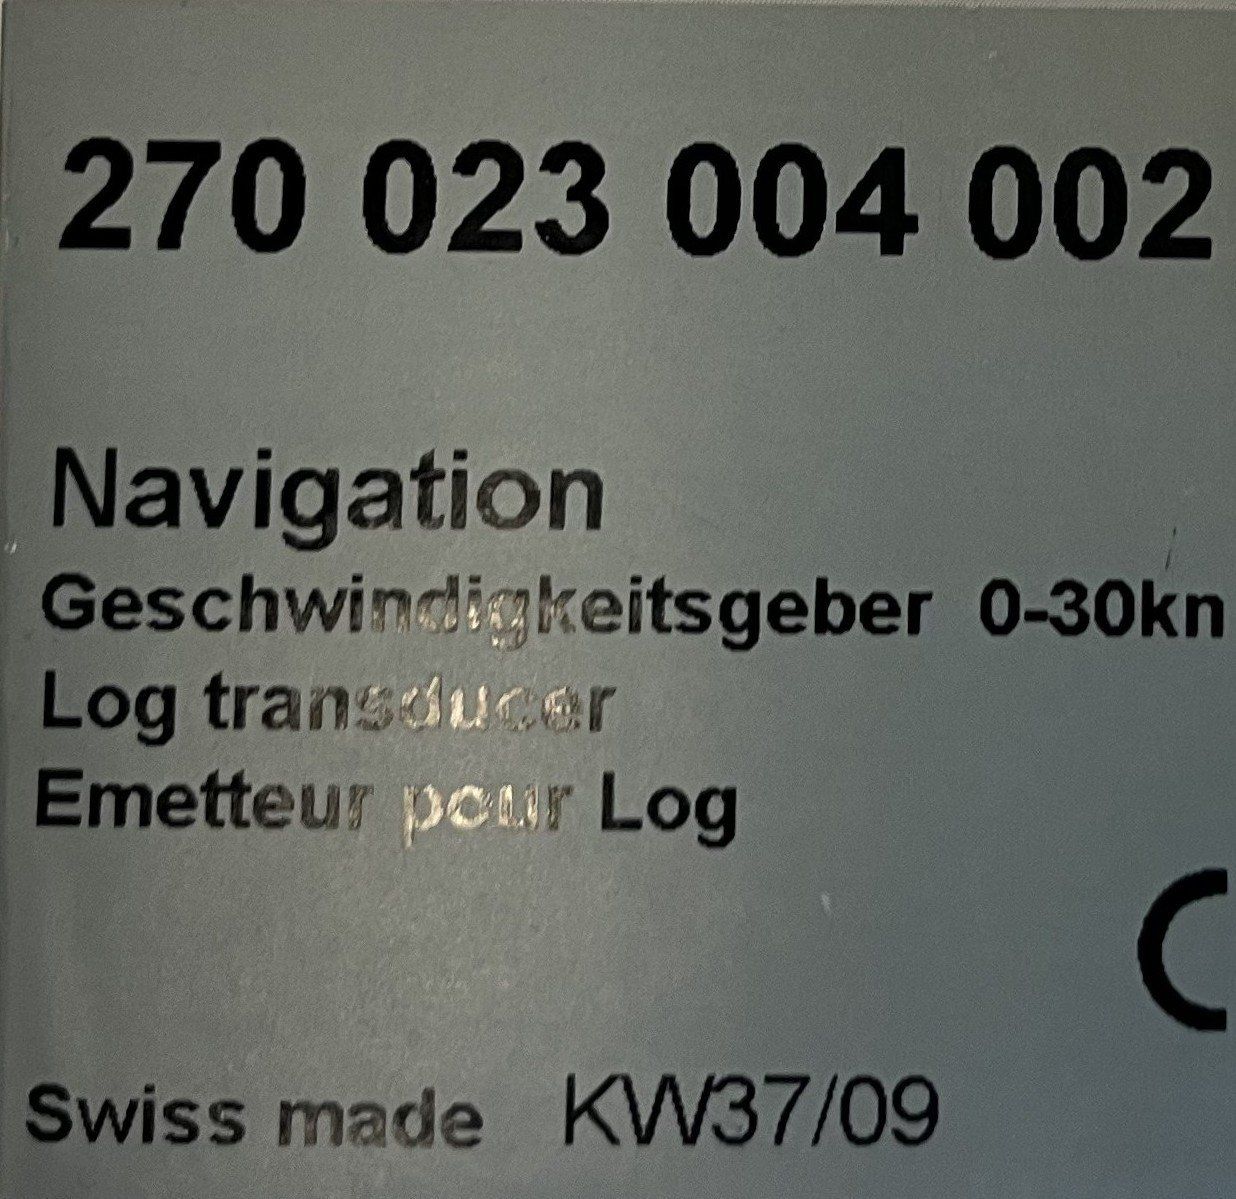 270 023 004 002
Navigation
Geschwindigkeitsgeber 0-30kn
Log transducer
Emetteur pour Log
C
Swiss made KW37/09